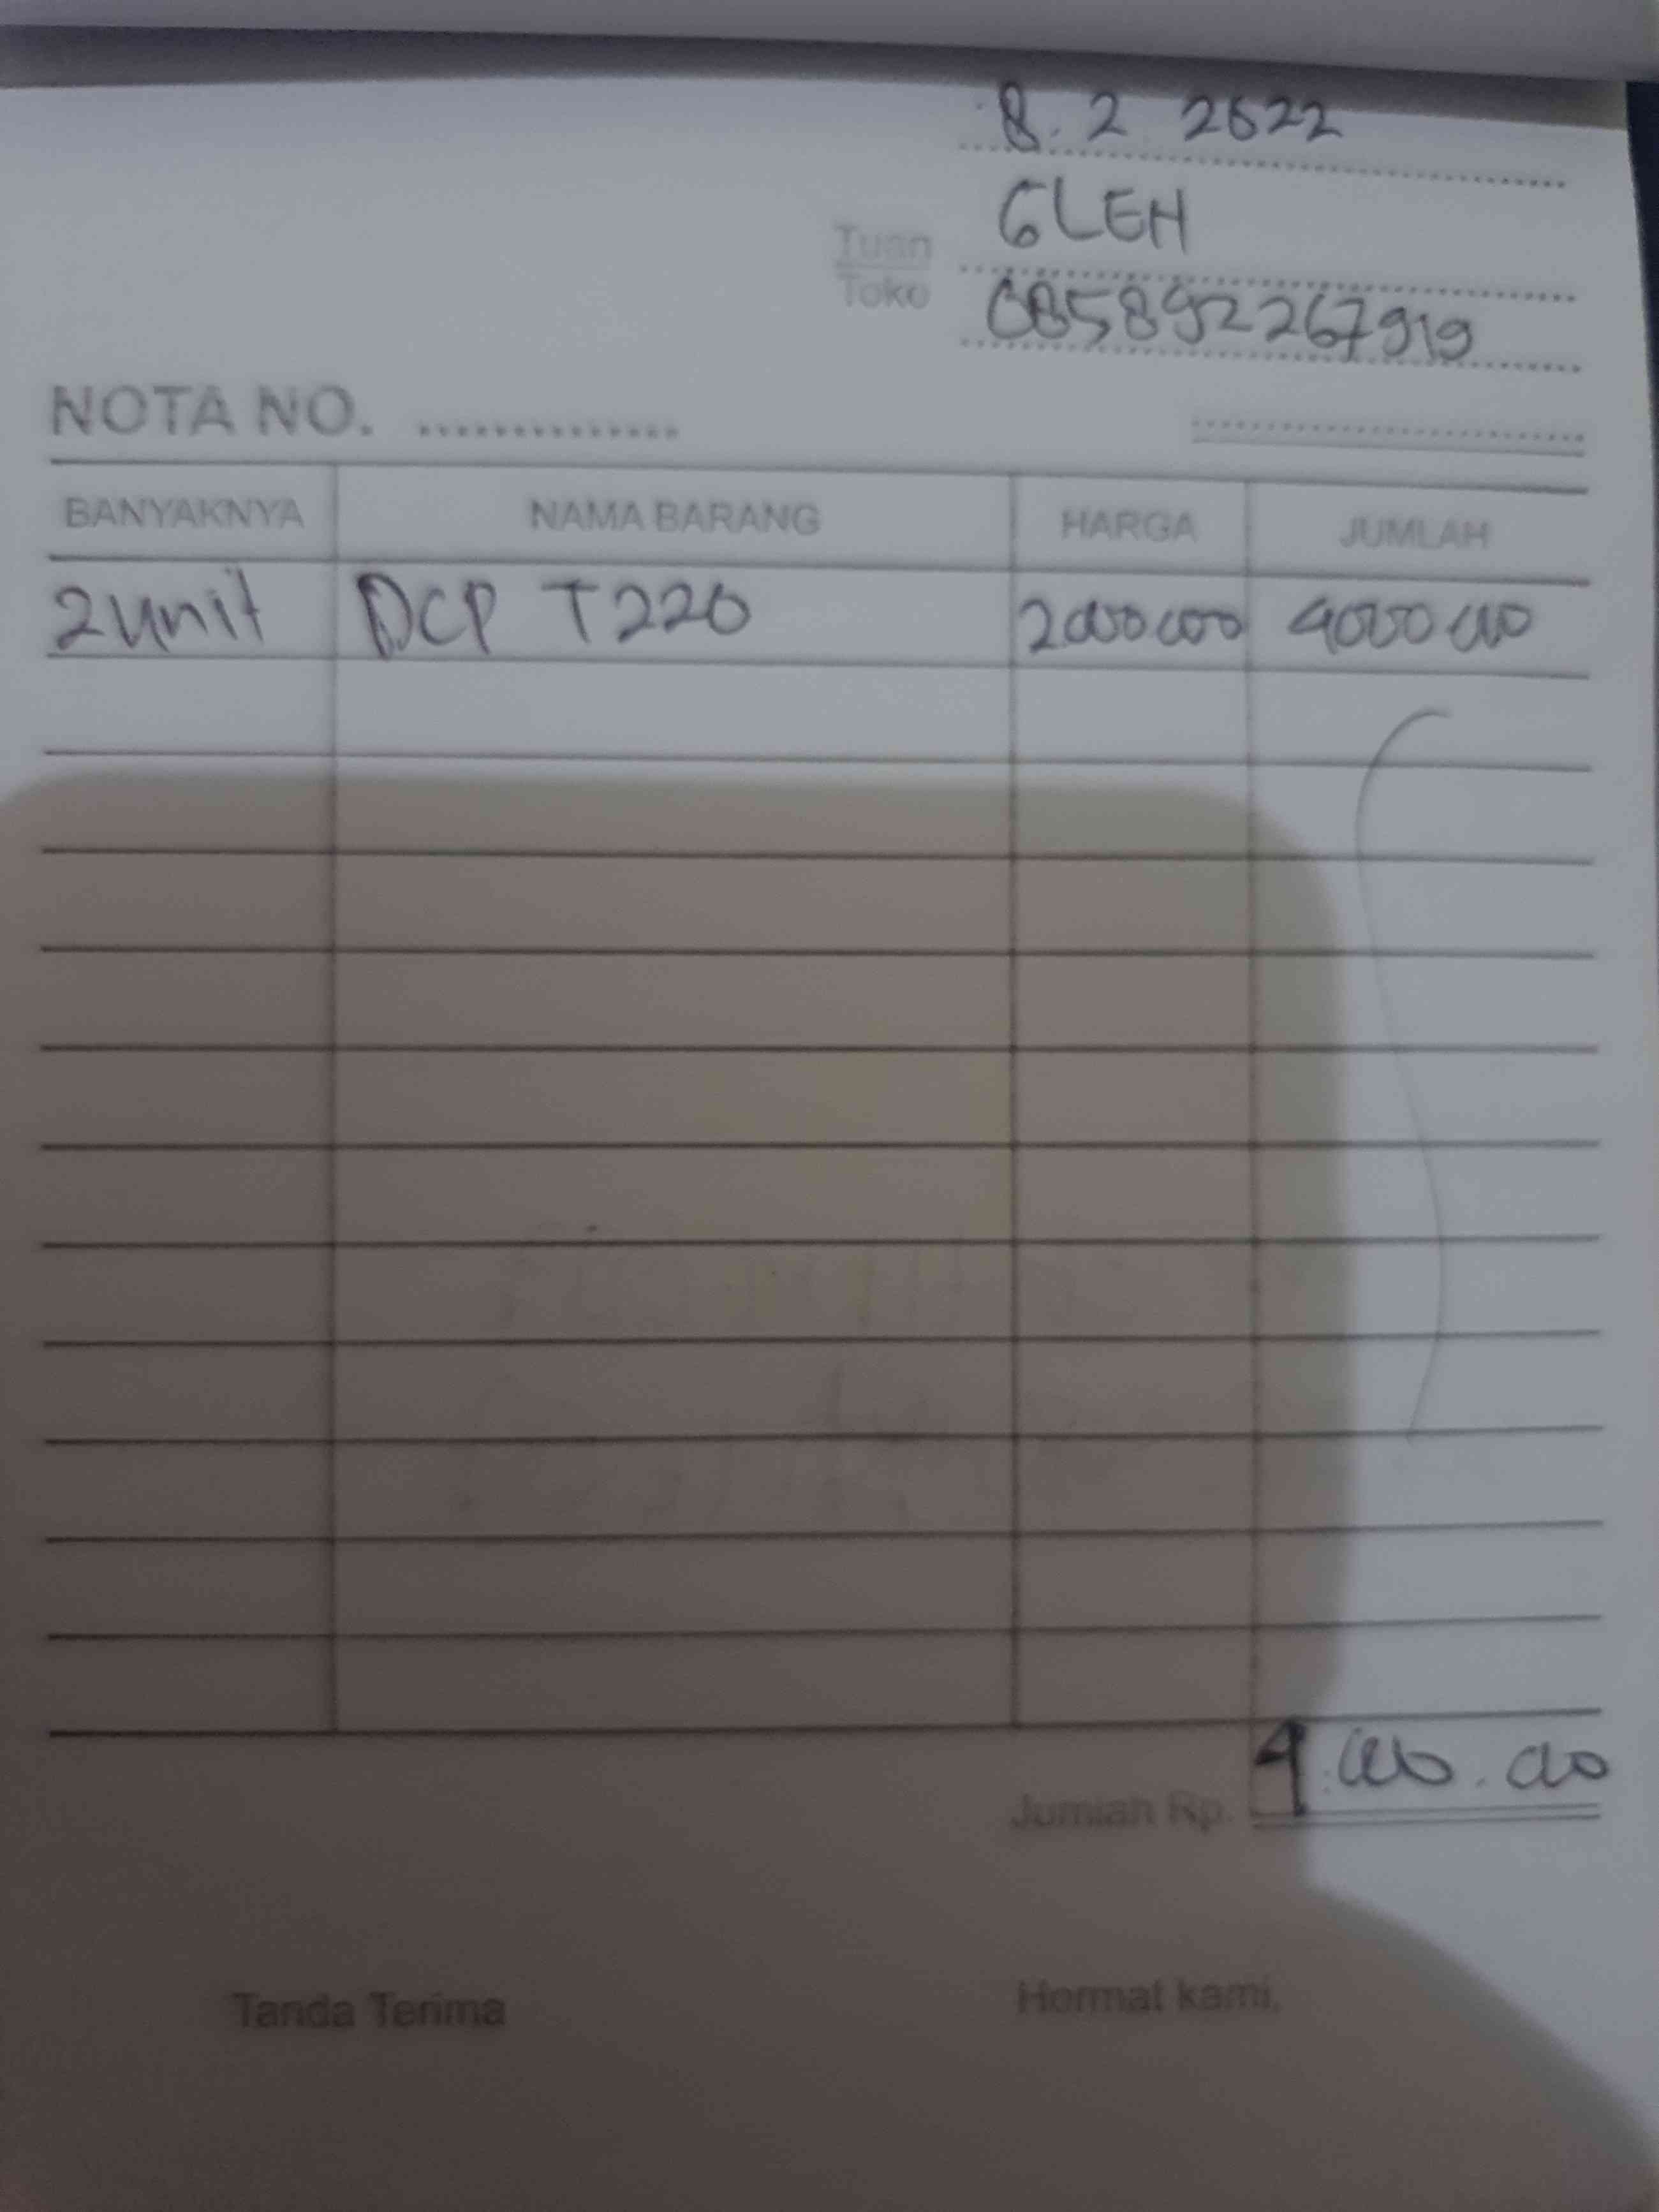 8. 2 2022
Tuan GLEH
Toko 085892267919
NOTA NO. ..............
BANYAKNYA NAMA BARANG HARGA JUMLAH
2 unit DCP T220 2000000 4000000
Jumlah Rp. 4.000.000
Tanda Terima Hormat kami,